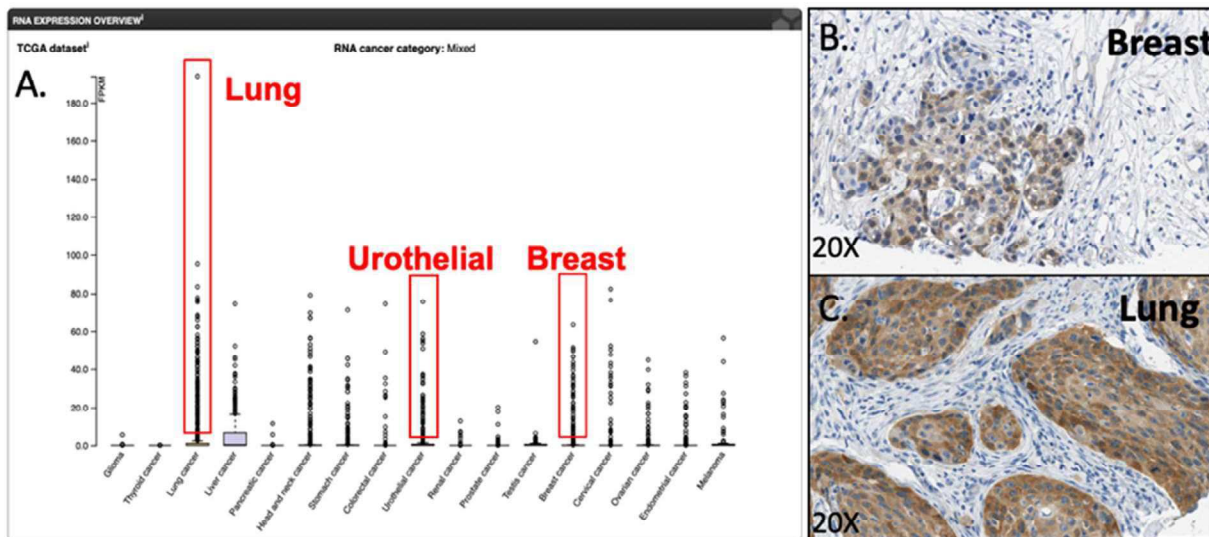 RNA EXPRESSION OVERVIEWⁱ
TCGA datasetⁱ
RNA cancer category: Mixed
A.
FPKM
Lung
Urothelial
Breast
180.0
160.0
140.0
120.0
100.0
80.0
60.0
40.0
20.0
0.0
Glioma
Thyroid cancer
Lung cancer
Liver cancer
Pancreatic cancer
Head and neck cancer
Stomach cancer
Colorectal cancer
Urothelial cancer
Renal cancer
Prostate cancer
Testis cancer
Breast cancer
Cervical cancer
Ovarian cancer
Endometrial cancer
Melanoma
B.
Breast
20X
C.
Lung
20X